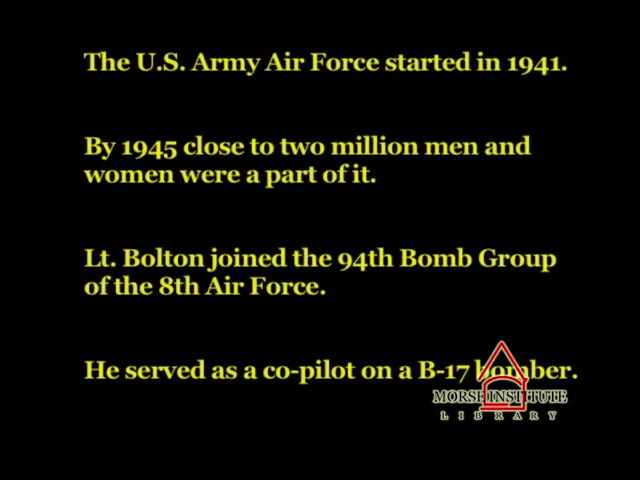 The U.S. Army Air Force started in 1941.
By 1945 close to two million men and
women were a part of it.
Lt. Bolton joined the 94th Bomb Group
of the 8th Air Force.
He served as a co-pilot on a B-17 bomber.
MORSE INSTITUTE
LIBRARY